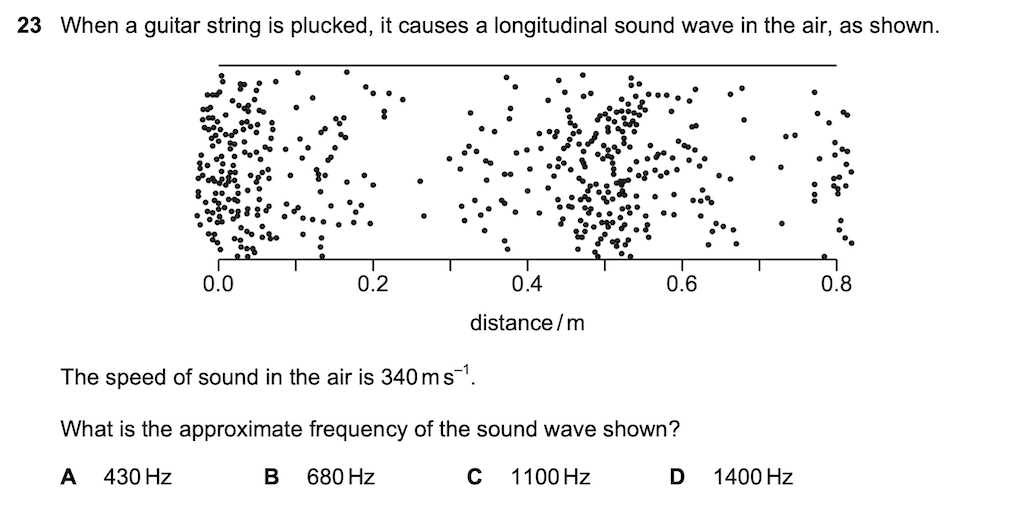 23 When a guitar string is plucked, it causes a longitudinal sound wave in the air, as shown.
0.0 0.2 0.4 0.6 0.8
distance / m
The speed of sound in the air is 340 m s⁻¹.
What is the approximate frequency of the sound wave shown?
A 430 Hz B 680 Hz C 1100 Hz D 1400 Hz